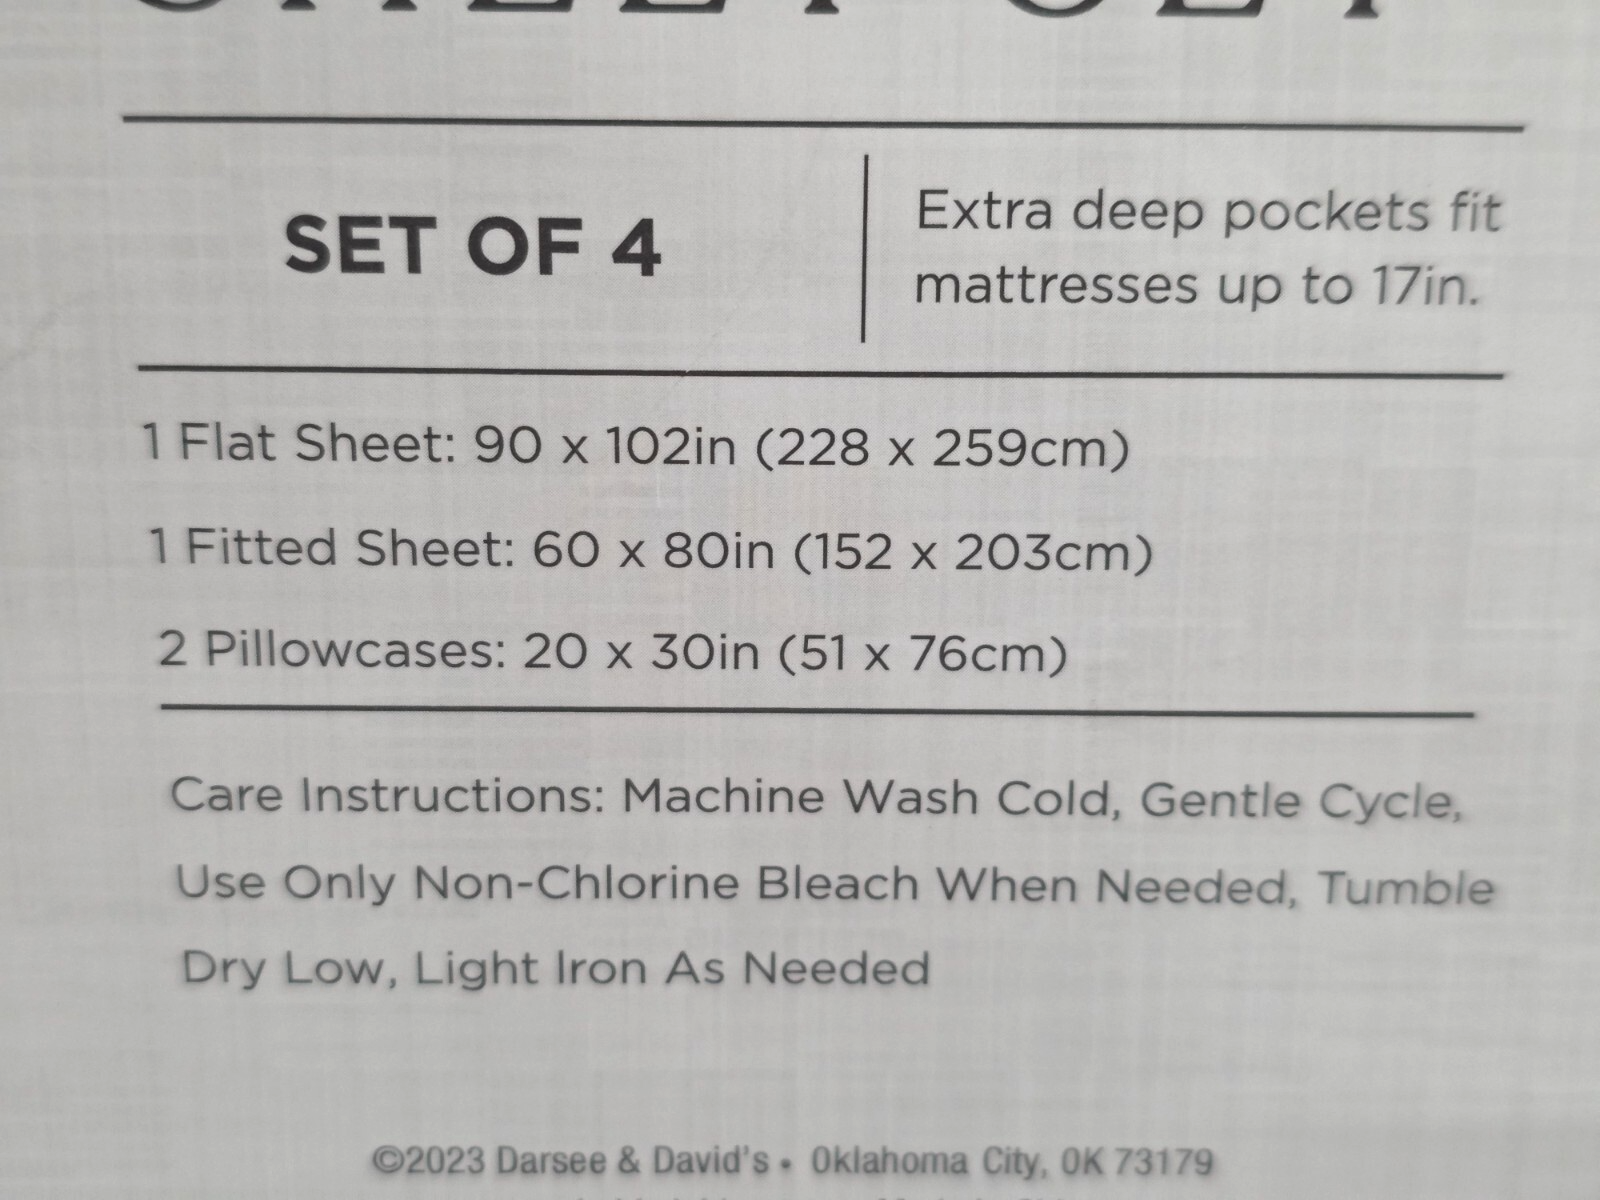 SHEET SET
SET OF 4
Extra deep pockets fit
mattresses up to 17in.
1 Flat Sheet: 90 x 102in (228 x 259cm)
1 Fitted Sheet: 60 x 80in (152 x 203cm)
2 Pillowcases: 20 x 30in (51 x 76cm)
Care Instructions: Machine Wash Cold, Gentle Cycle,
Use Only Non-Chlorine Bleach When Needed, Tumble
Dry Low, Light Iron As Needed
©2023 Darsee & David's • Oklahoma City, OK 73179